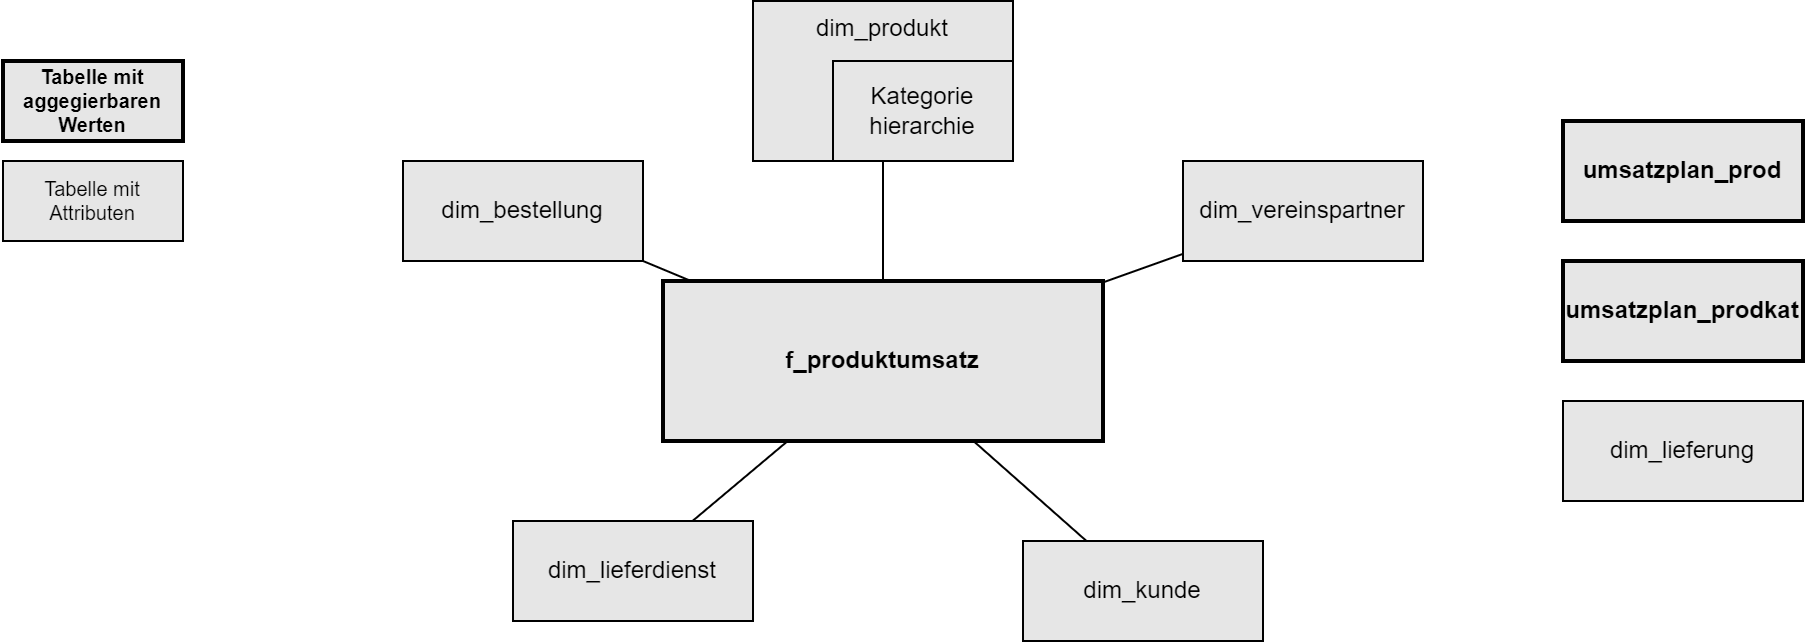 dim_produkt
Kategorie
hierarchie
Tabelle mit
aggegierbaren
Werten
Tabelle mit
Attributen
dim_bestellung
dim_vereinspartner
umsatzplan_prod
umsatzplan_prodkat
f_produktumsatz
dim_lieferung
dim_lieferdienst
dim_kunde